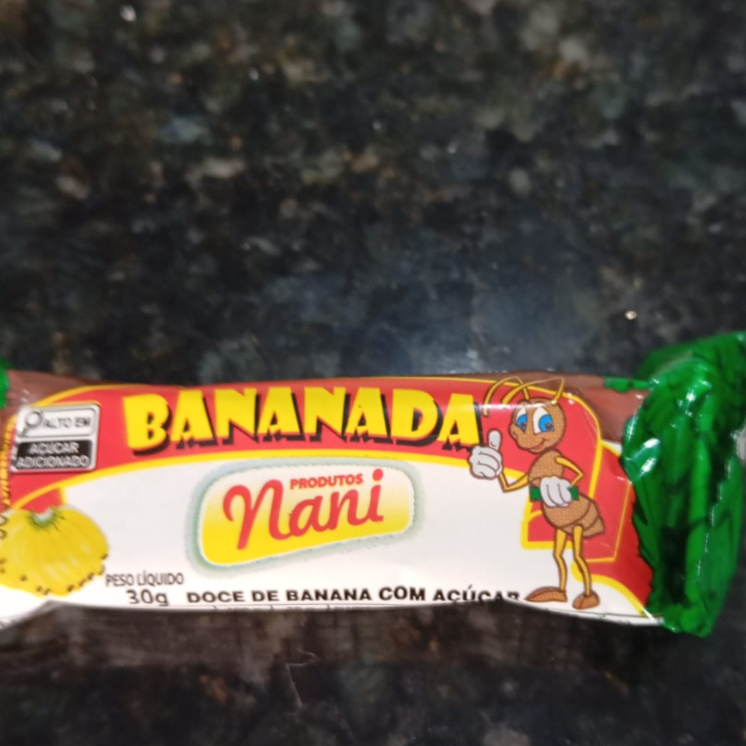 BANANADA
ALTO EM
AÇÚCAR
ADICIONADO
PRODUTOS
Nani
PESO LÍQUIDO
30g
DOCE DE BANANA COM AÇÚCAR